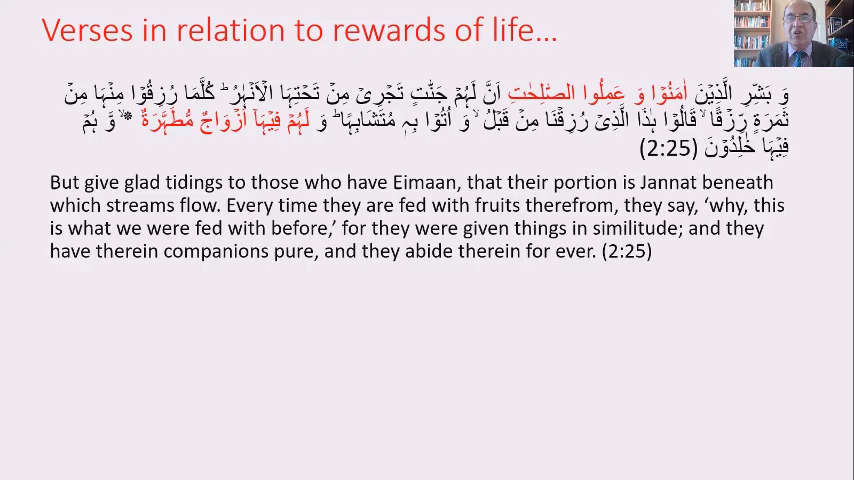 Verses in relation to rewards of life…
وَ بَشِّرِ الَّذِیۡنَ اٰمَنُوۡا وَ عَمِلُوا الصّٰلِحٰتِ اَنَّ لَہُمۡ جَنّٰتٍ تَجۡرِیۡ مِنۡ تَحۡتِہَا الۡاَنۡہٰرُ ؕ کُلَّمَا رُزِقُوۡا مِنۡہَا مِنۡ
ثَمَرَۃٍ رِّزۡقًا ۙ قَالُوۡا ہٰذَا الَّذِیۡ رُزِقۡنَا مِنۡ قَبۡلُ ۙ وَ اُتُوۡا بِہٖ مُتَشَابِہًا ؕ وَ لَہُمۡ فِیۡہَاۤ اَزۡوَاجٌ مُّطَہَّرَۃٌ ٭ۙ وَّ ہُمۡ
فِیۡہَا خٰلِدُوۡنَ (2:25)
But give glad tidings to those who have Eimaan, that their portion is Jannat beneath
which streams flow. Every time they are fed with fruits therefrom, they say, ‘why, this
is what we were fed with before,’ for they were given things in similitude; and they
have therein companions pure, and they abide therein for ever. (2:25)